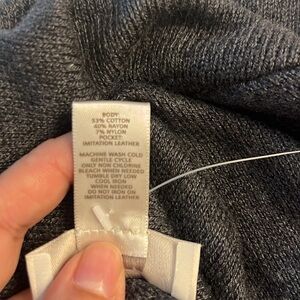 BODY:
53% COTTON
40% RAYON
7% NYLON
POCKET:
IMITATION LEATHER
MACHINE WASH COLD
GENTLE CYCLE
ONLY NON CHLORINE
BLEACH WHEN NEEDED
TUMBLE DRY LOW
COOL IRON
WHEN NEEDED
DO NOT IRON ON
IMITATION LEATHER